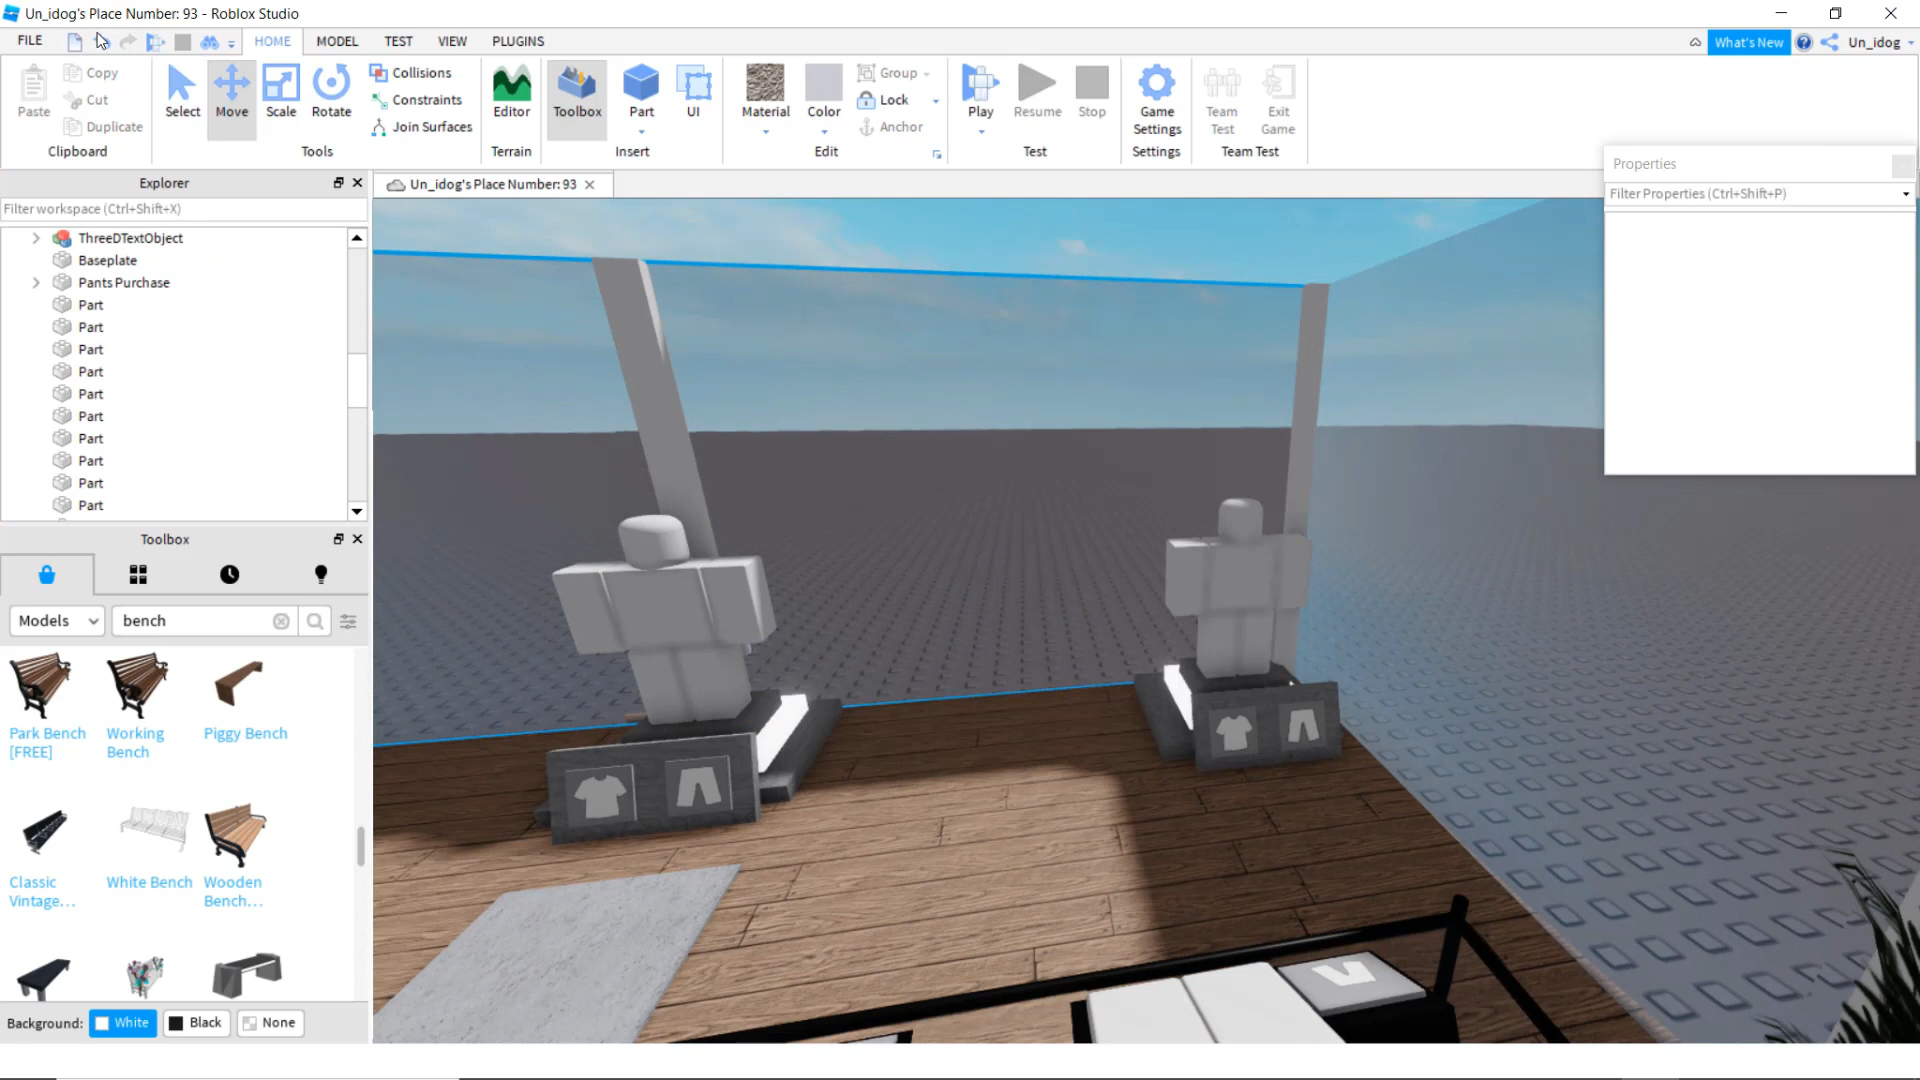 Un_idog's Place Number: 93 - Roblox Studio
FILE
HOME
MODEL
TEST
VIEW
PLUGINS
What's New
Un_idog
Paste
Copy
Cut
Duplicate
Clipboard
Select
Move
Scale
Rotate
Collisions
Constraints
Join Surfaces
Tools
Editor
Terrain
Toolbox
Part
UI
Insert
Material
Color
Group
Lock
Anchor
Edit
Play
Resume
Stop
Test
Game
Settings
Settings
Team
Test
Exit
Game
Team Test
Explorer
Filter workspace (Ctrl+Shift+X)
ThreeDTextObject
Baseplate
Pants Purchase
Part
Part
Part
Part
Part
Part
Part
Part
Part
Part
Un_idog's Place Number: 93
Properties
Filter Properties (Ctrl+Shift+P)
Toolbox
Models
bench
Park Bench
[FREE]
Working
Bench
Piggy Bench
Classic
Vintage...
White Bench
Wooden
Bench...
Background:
White
Black
None